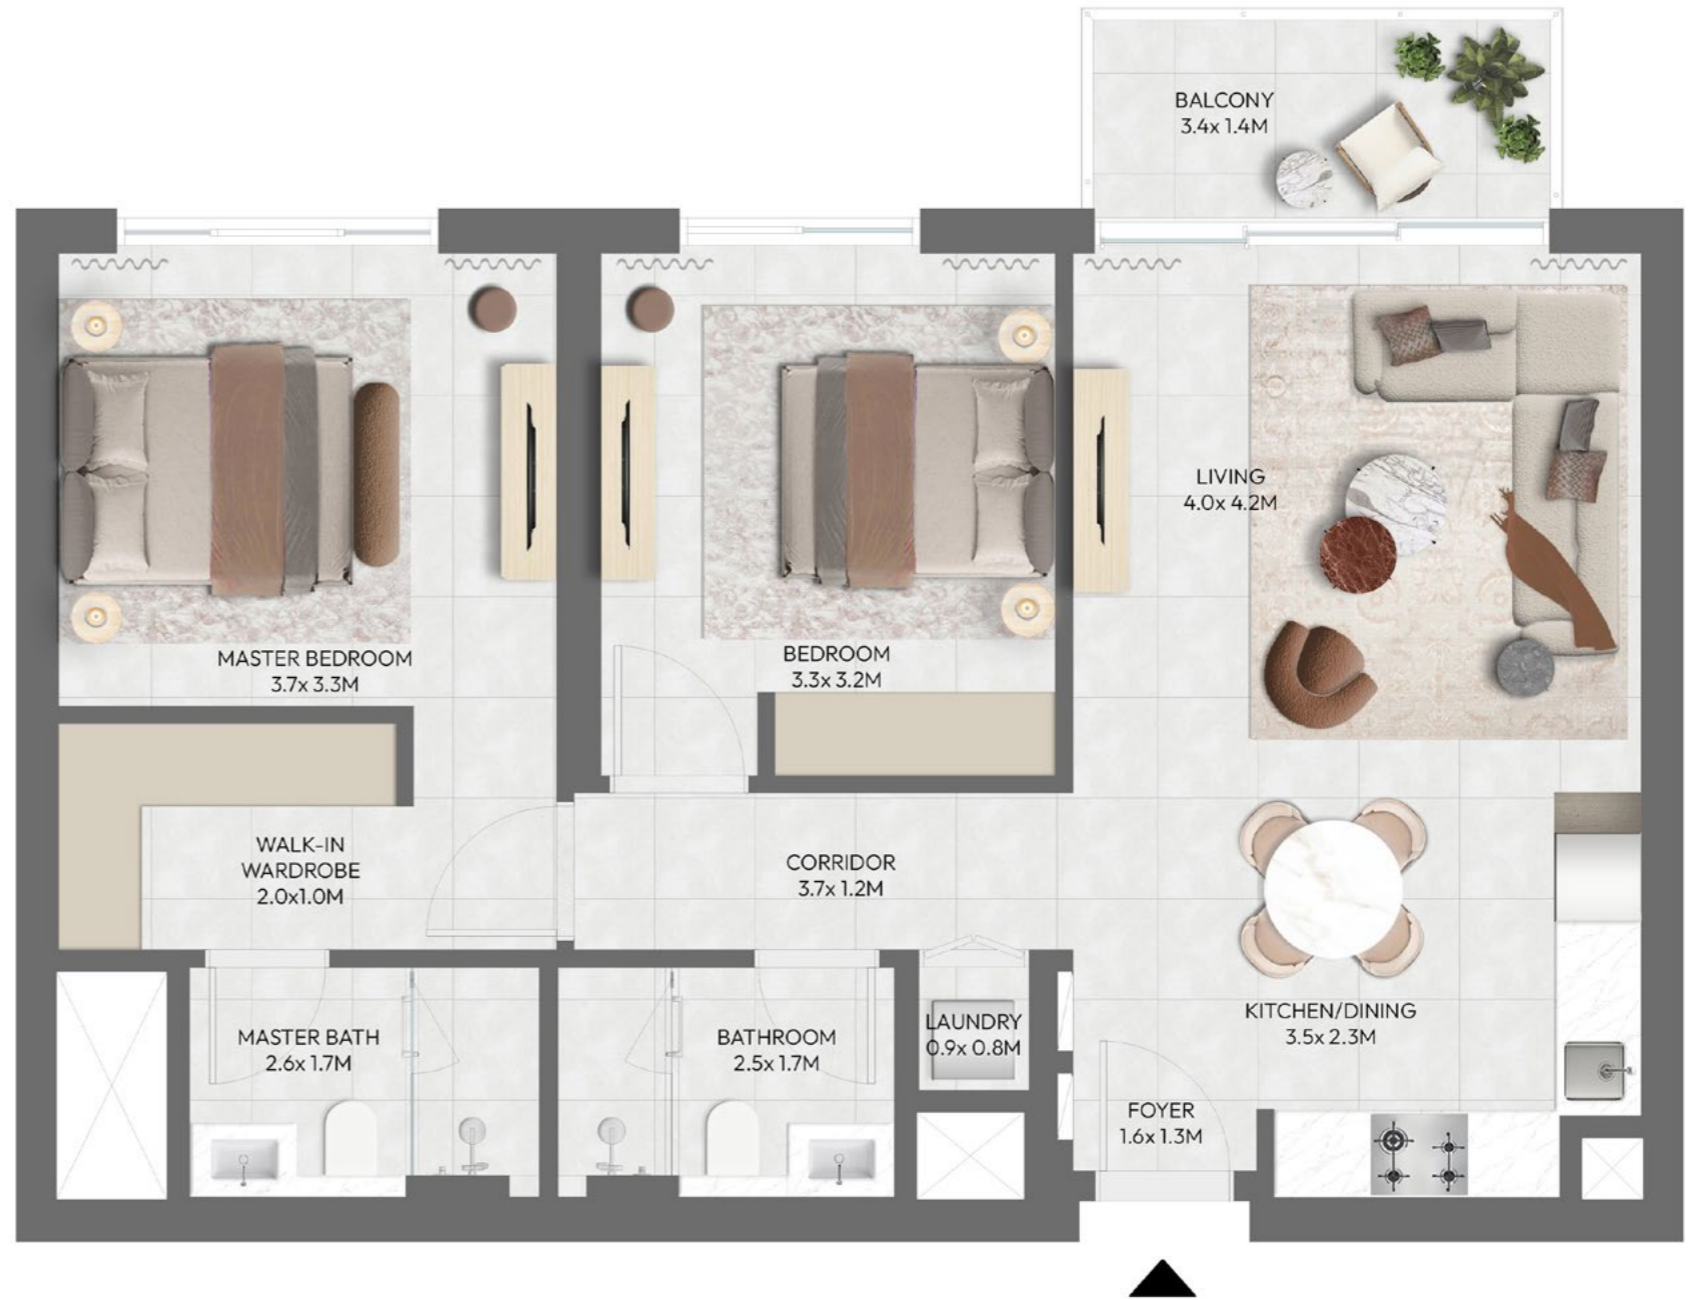 BALCONY
3.4x 1.4M
LIVING
4.0x 4.2M
MASTER BEDROOM
3.7x 3.3M
BEDROOM
3.3x 3.2M
WALK-IN
WARDROBE
2.0x1.0M
CORRIDOR
3.7x 1.2M
KITCHEN/DINING
3.5x 2.3M
MASTER BATH
2.6x 1.7M
BATHROOM
2.5x 1.7M
LAUNDRY
0.9x 0.8M
FOYER
1.6x 1.3M